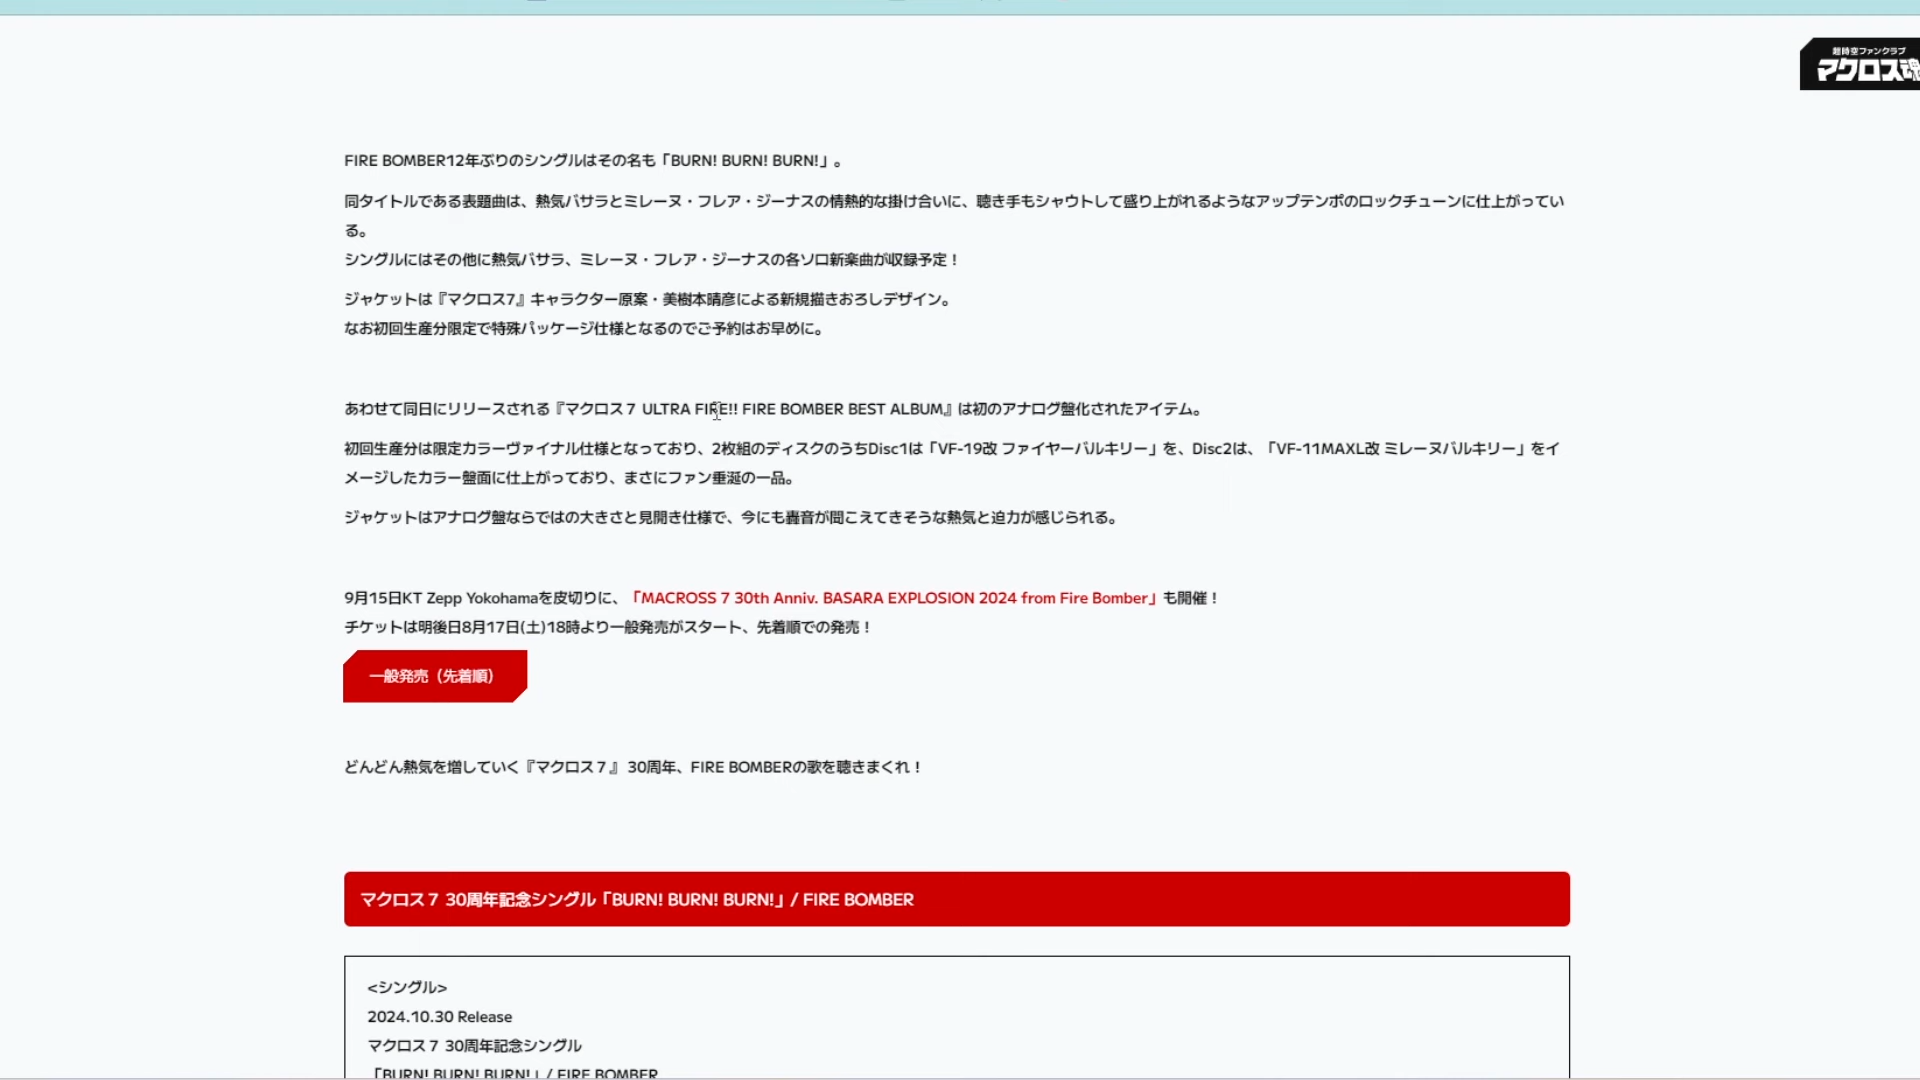 超時空ファンクラブ
マクロス魂
FIRE BOMBER12年ぶりのシングルはその名も「BURN! BURN! BURN!」。
同タイトルである表題曲は、熱気バサラとミレーヌ・フレア・ジーナスの情熱的な掛け合いに、聴き手もシャウトして盛り上がれるようなアップテンポのロックチューンに仕上がってい
る。
シングルにはその他に熱気バサラ、ミレーヌ・フレア・ジーナスの各ソロ新楽曲が収録予定！
ジャケットは『マクロス7』キャラクター原案・美樹本晴彦による新規描きおろしデザイン。
なお初回生産分限定で特殊パッケージ仕様となるのでご予約はお早めに。
あわせて同日にリリースされる『マクロス７ ULTRA FIRE!! FIRE BOMBER BEST ALBUM』は初のアナログ盤化されたアイテム。
初回生産分は限定カラーヴァイナル仕様となっており、2枚組のディスクのうちDisc1は「VF-19改 ファイヤーバルキリー」を、Disc2は、「VF-11MAXL改 ミレーヌバルキリー」をイ
メージしたカラー盤面に仕上がっており、まさにファン垂涎の一品。
ジャケットはアナログ盤ならではの大きさと見開き仕様で、今にも轟音が聞こえてきそうな熱気と迫力が感じられる。
9月15日KT Zepp Yokohamaを皮切りに、「MACROSS 7 30th Anniv. BASARA EXPLOSION 2024 from Fire Bomber」も開催！
チケットは明後日8月17日(土)18時より一般発売がスタート、先着順での発売！
一般発売（先着順）
どんどん熱気を増していく『マクロス７』 30周年、FIRE BOMBERの歌を聴きまくれ！
マクロス７ 30周年記念シングル「BURN! BURN! BURN!」/ FIRE BOMBER
<シングル>
2024.10.30 Release
マクロス７ 30周年記念シングル
「BURN! BURN! BURN!」/ FIRE BOMBER